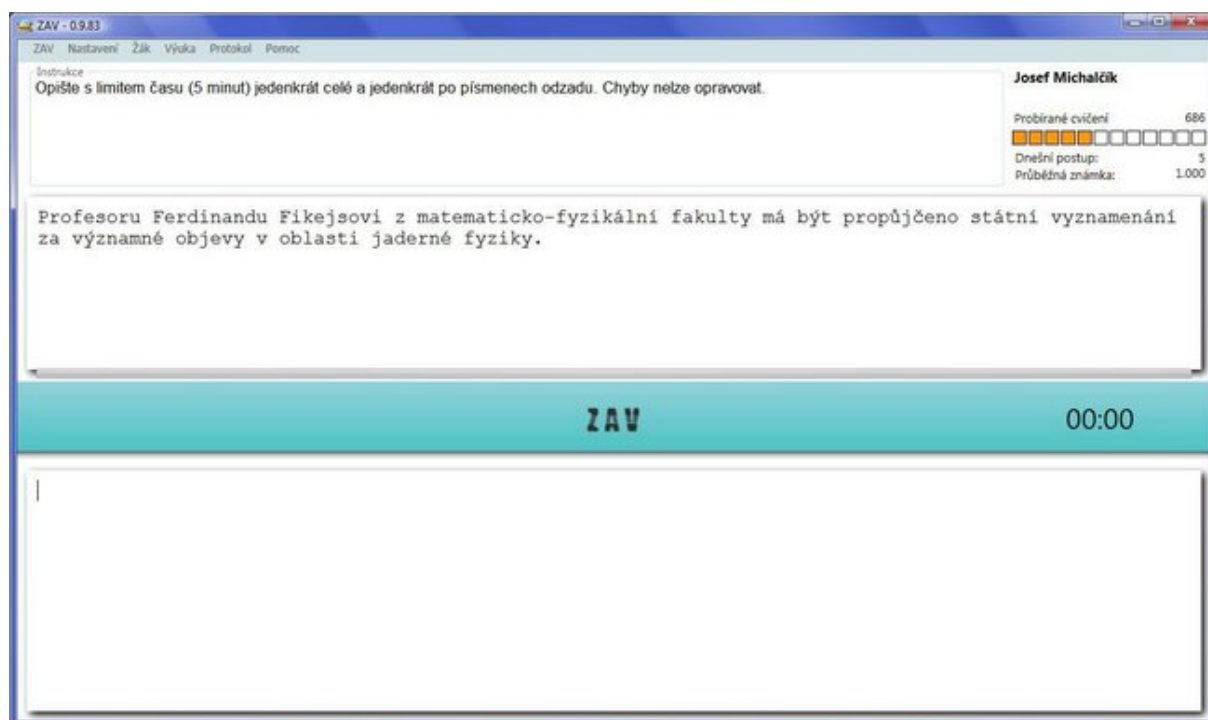 ZAV - 0.9.83
ZAV Nastavení Žák Výuka Protokol Pomoc
Instrukce
Opište s limitem času (5 minut) jedenkrát celé a jedenkrát po písmenech odzadu. Chyby nelze opravovat.
Josef Michalčík
Probírané cvičení 686
Dnešní postup: 5
Průběžná známka: 1.000
Profesoru Ferdinandu Fikejsovi z matematicko-fyzikální fakulty má být propůjčeno státní vyznamenání
za významné objevy v oblasti jaderné fyziky.
ZAV 00:00